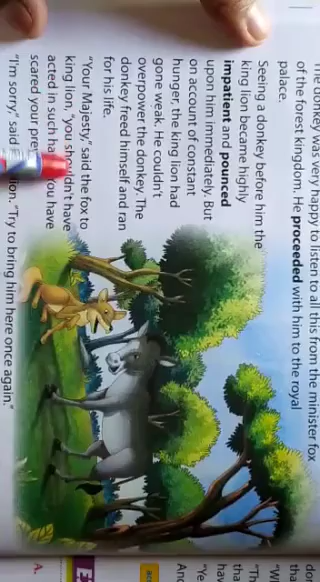 The donkey was very happy to listen to all this from the minister fox
of the forest kingdom. He proceeded with him to the royal
palace.
Seeing a donkey before him the
king lion became highly
impatient and pounced
upon him immediately. But
on account of constant
hunger, the king lion had
gone weak. He couldn't
overpower the donkey. The
donkey freed himself and ran
for his life.
"Your Majesty," said the fox to
king lion, "you shouldn't have
acted in such ha You have
scared your prey
"I'm sorry," said lion. "Try to bring him here once again."
A.